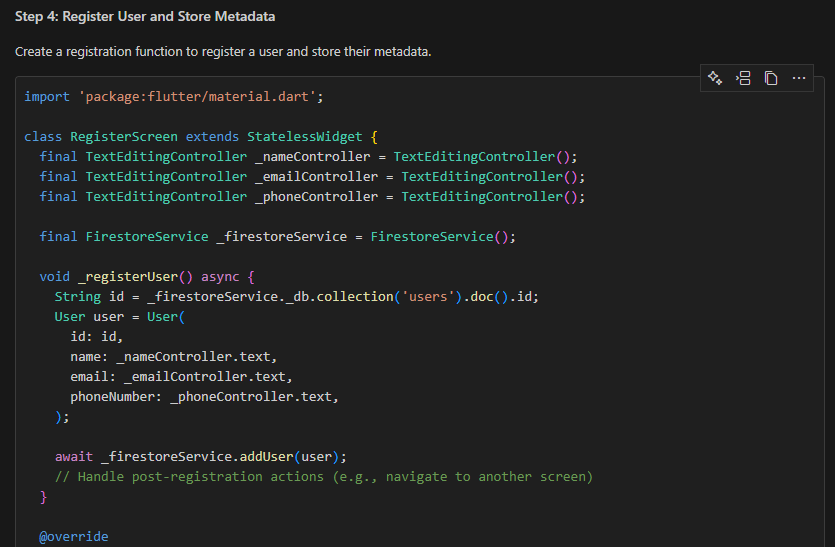 Step 4: Register User and Store Metadata
Create a registration function to register a user and store their metadata.
import 'package:flutter/material.dart';
class RegisterScreen extends StatelessWidget {
  final TextEditingController _nameController = TextEditingController();
  final TextEditingController _emailController = TextEditingController();
  final TextEditingController _phoneController = TextEditingController();
  final FirestoreService _firestoreService = FirestoreService();
  void _registerUser() async {
    String id = _firestoreService._db.collection('users').doc().id;
    User user = User(
      id: id,
      name: _nameController.text,
      email: _emailController.text,
      phoneNumber: _phoneController.text,
    );
    await _firestoreService.addUser(user);
    // Handle post-registration actions (e.g., navigate to another screen)
  }
  @override